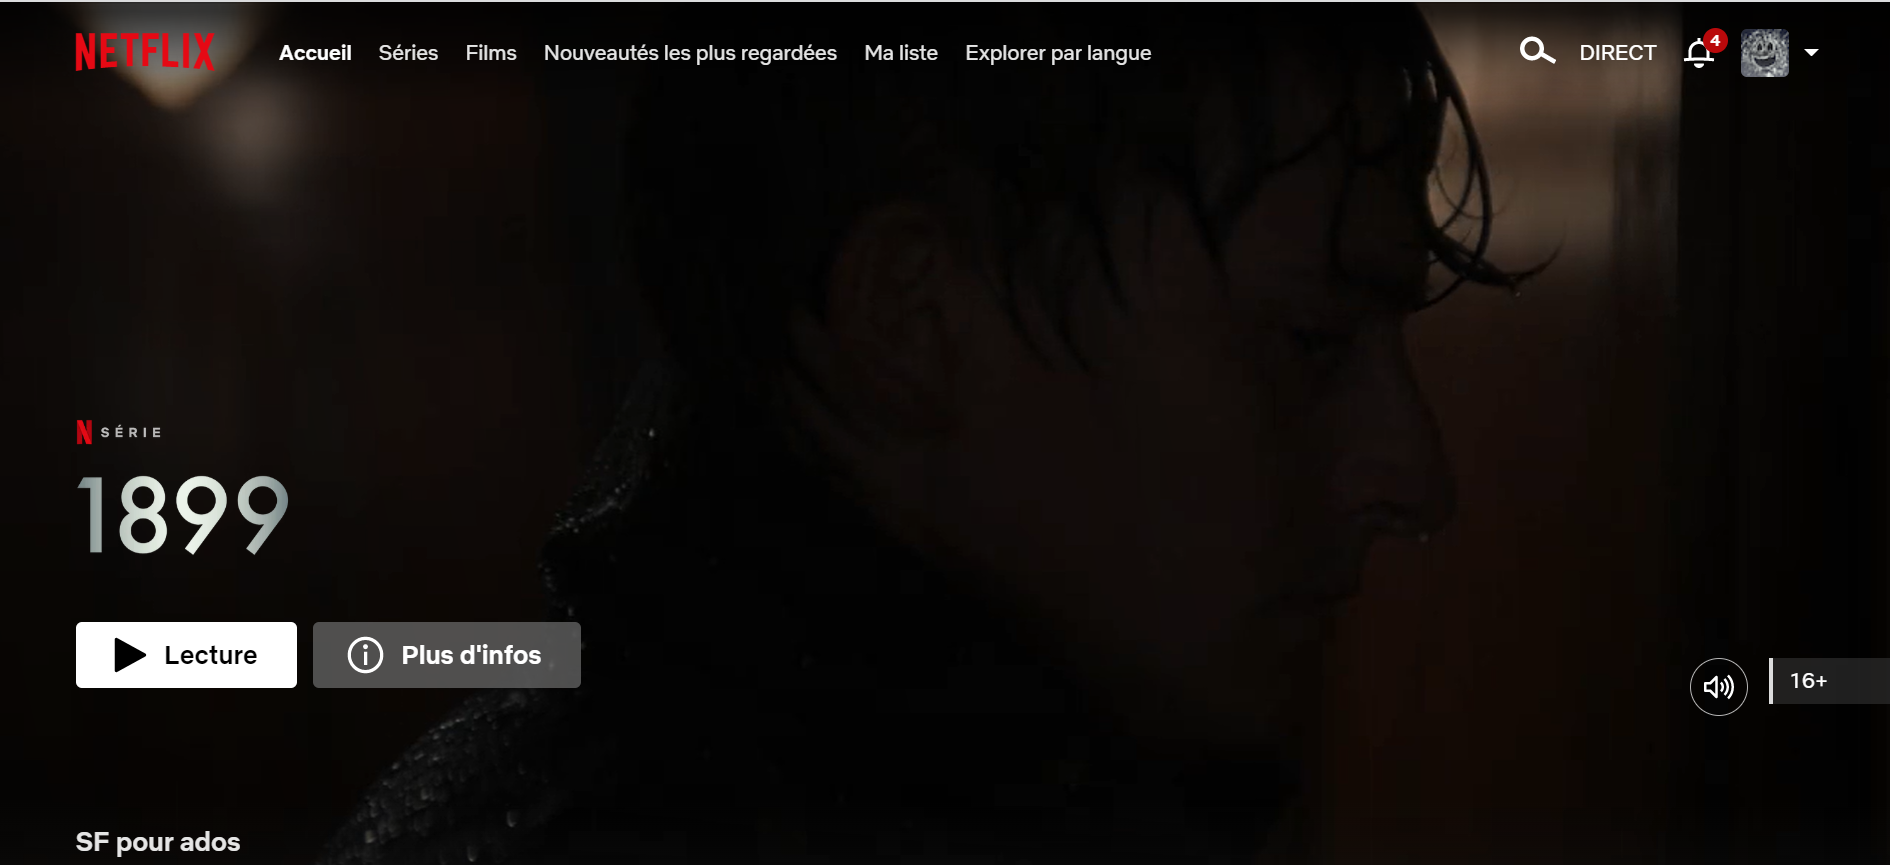 NETFLIX Accueil Séries Films Nouveautés les plus regardées Ma liste Explorer par langue DIRECT 4
N SÉRIE
1899
Lecture Plus d'infos
16+
SF pour ados